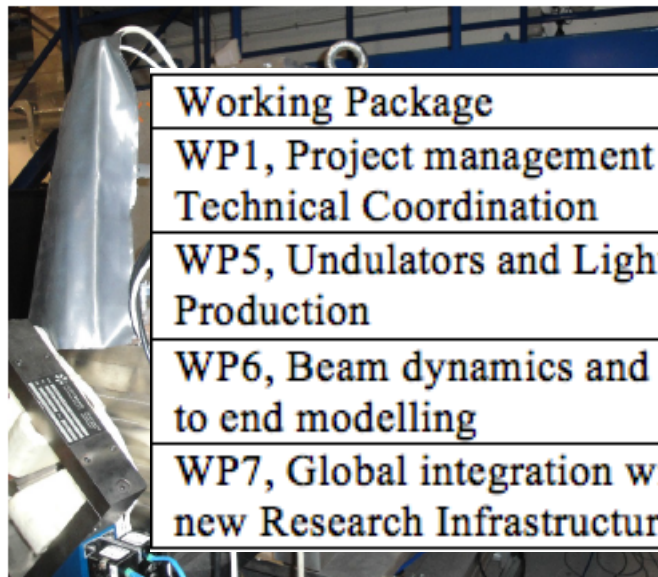 Working Package
WP1, Project management
Technical Coordination
WP5, Undulators and Ligh
Production
WP6, Beam dynamics and
to end modelling
WP7, Global integration w
new Research Infrastructur